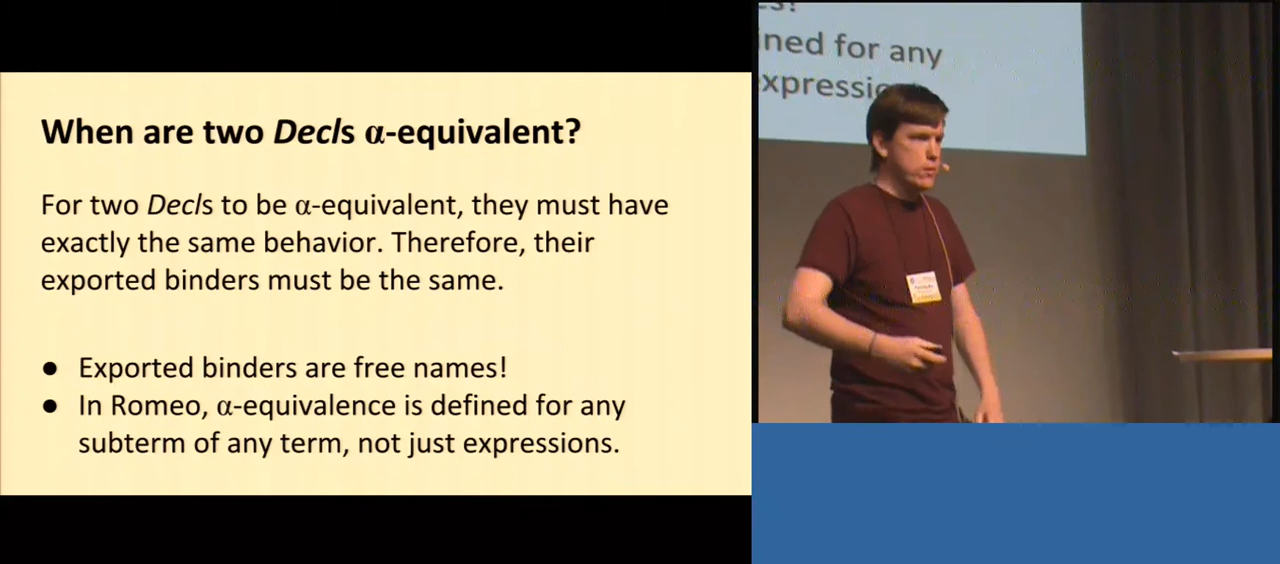 When are two Decls α-equivalent?
For two Decls to be α-equivalent, they must have
exactly the same behavior. Therefore, their
exported binders must be the same.
● Exported binders are free names!
● In Romeo, α-equivalence is defined for any
subterm of any term, not just expressions.
for any